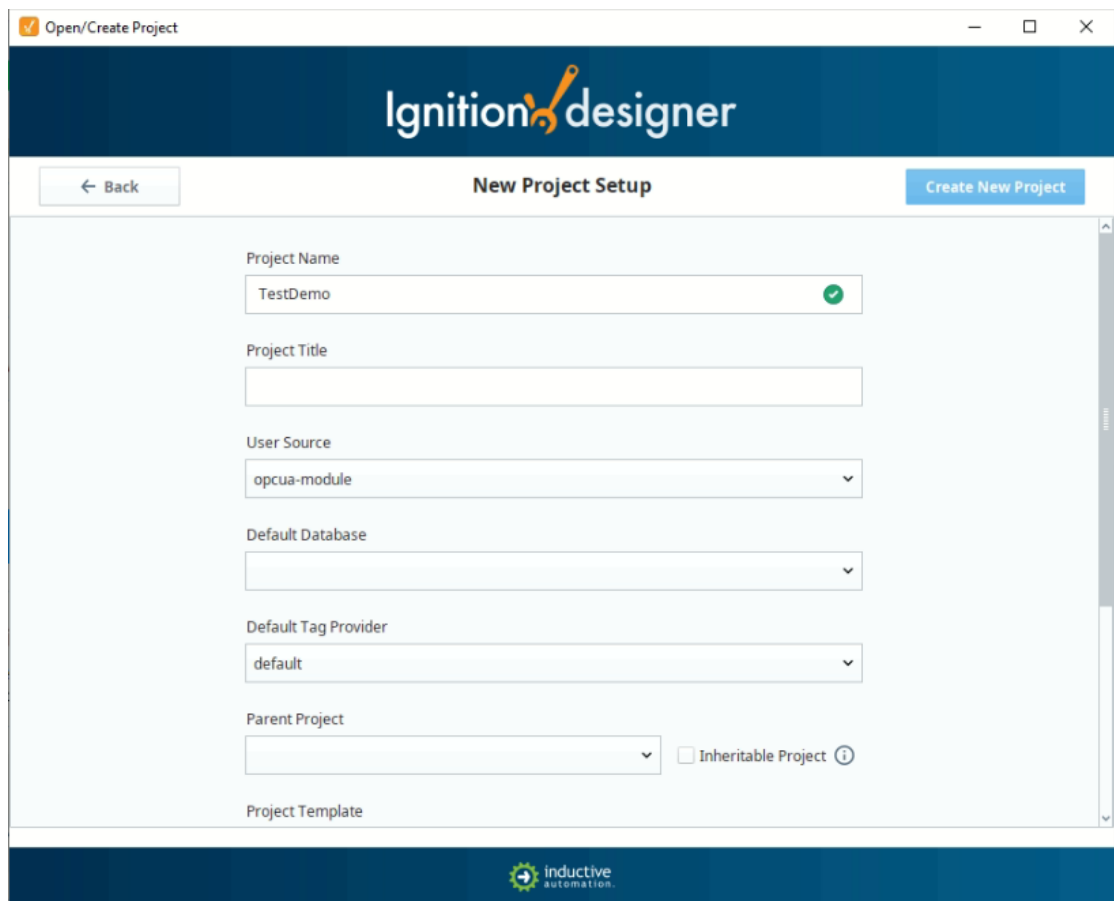 Open/Create Project
Ignition designer
← Back
New Project Setup
Create New Project
Project Name
TestDemo
Project Title
User Source
opcua-module
Default Database
Default Tag Provider
default
Parent Project
Inheritable Project
Project Template
inductive
automation.